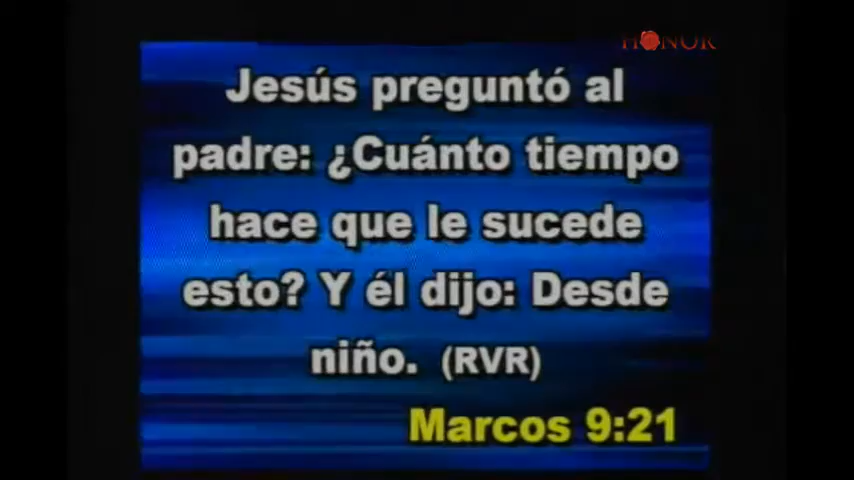 HONOR
Jesús preguntó al
padre: ¿Cuánto tiempo
hace que le sucede
esto? Y él dijo: Desde
niño. (RVR)
Marcos 9:21